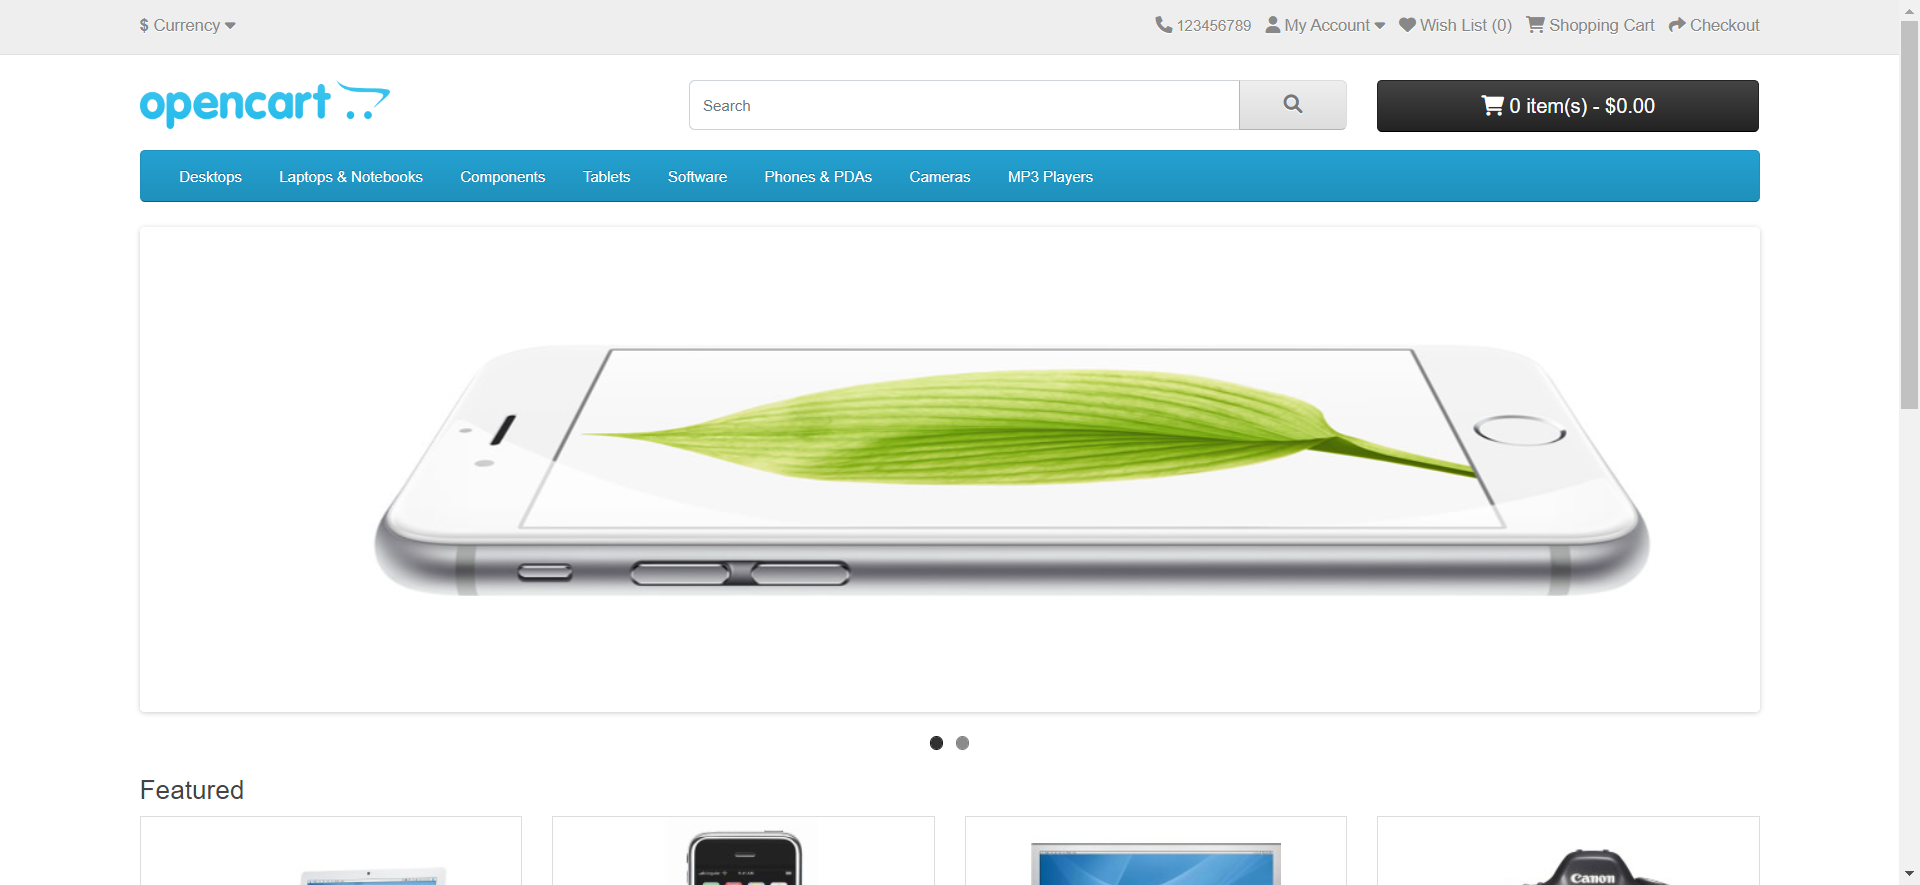 $ Currency
123456789 My Account Wish List (0) Shopping Cart Checkout
opencart
Search
0 item(s) - $0.00
Desktops Laptops & Notebooks Components Tablets Software Phones & PDAs Cameras MP3 Players
Featured
Canon